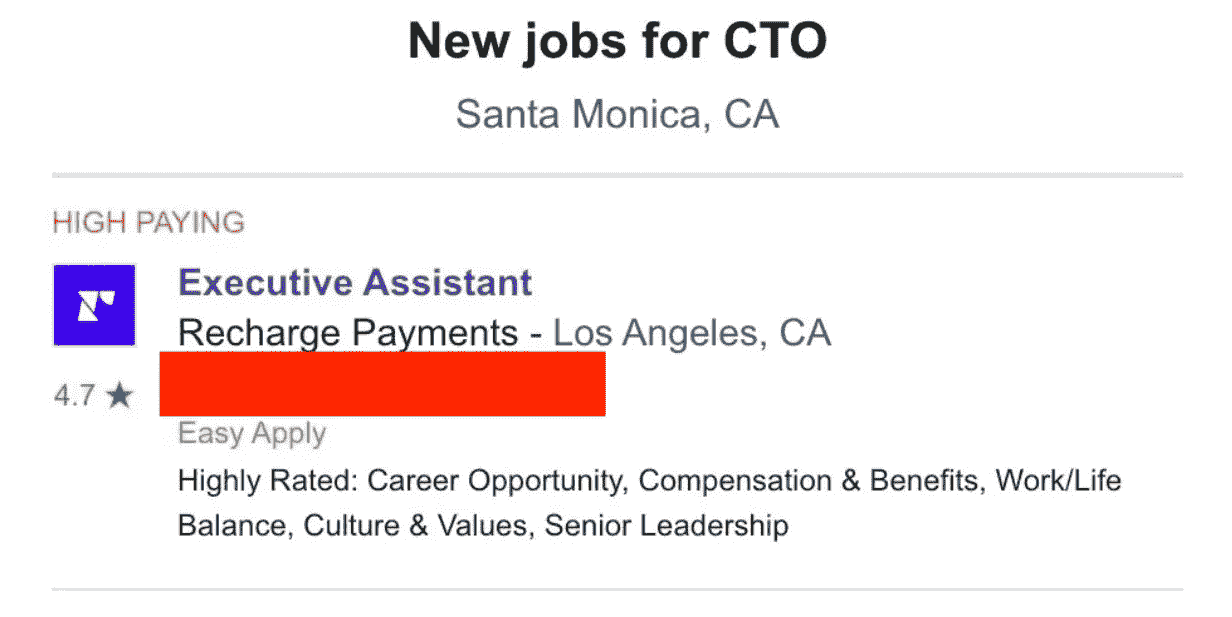 New jobs for CTO
Santa Monica, CA
HIGH PAYING
Executive Assistant
Recharge Payments - Los Angeles, CA
4.7 ★
Easy Apply
Highly Rated: Career Opportunity, Compensation & Benefits, Work/Life
Balance, Culture & Values, Senior Leadership